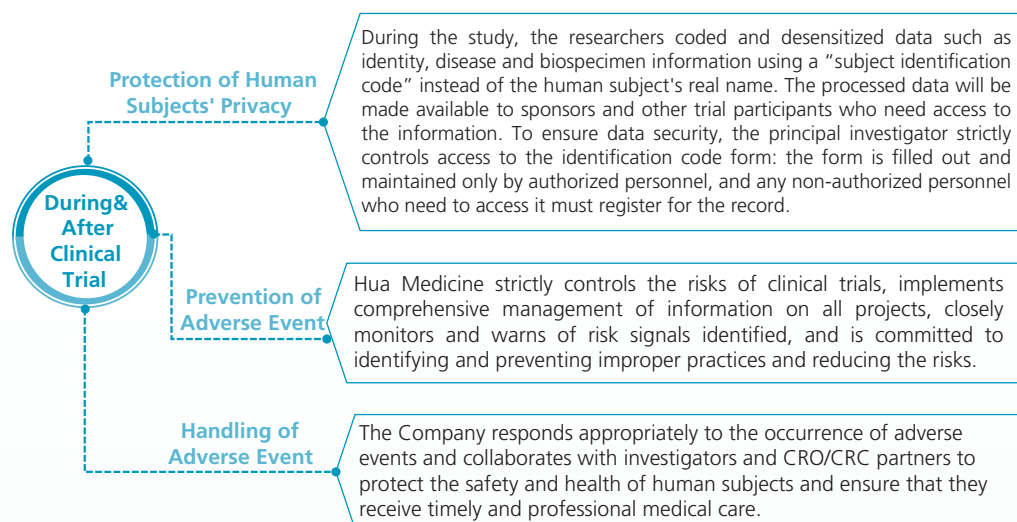 Protection of Human
Subjects' Privacy
During the study, the researchers coded and desensitized data such as
identity, disease and biospecimen information using a “subject identification
code” instead of the human subject's real name. The processed data will be
made available to sponsors and other trial participants who need access to
the information. To ensure data security, the principal investigator strictly
controls access to the identification code form: the form is filled out and
maintained only by authorized personnel, and any non-authorized personnel
who need to access it must register for the record.
During&
After
Clinical
Trial
Prevention of
Adverse Event
Hua Medicine strictly controls the risks of clinical trials, implements
comprehensive management of information on all projects, closely
monitors and warns of risk signals identified, and is committed to
identifying and preventing improper practices and reducing the risks.
Handling of
Adverse Event
The Company responds appropriately to the occurrence of adverse
events and collaborates with investigators and CRO/CRC partners to
protect the safety and health of human subjects and ensure that they
receive timely and professional medical care.